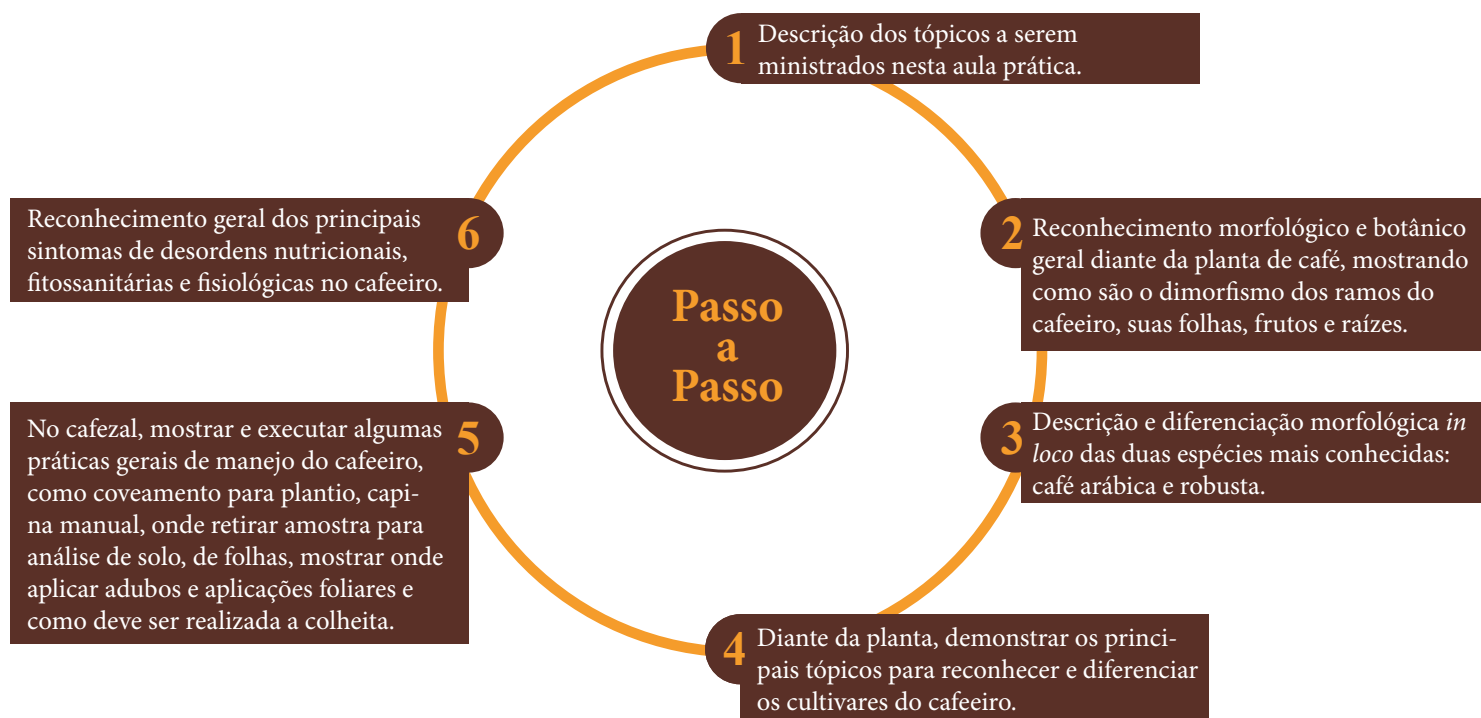 1
Descrição dos tópicos a serem
ministrados nesta aula prática.
2
Reconhecimento morfológico e botânico
geral diante da planta de café, mostrando
como são o dimorfismo dos ramos do
cafeeiro, suas folhas, frutos e raízes.
3
Descrição e diferenciação morfológica in
loco das duas espécies mais conhecidas:
café arábica e robusta.
4
Diante da planta, demonstrar os princi-
pais tópicos para reconhecer e diferenciar
os cultivares do cafeeiro.
5
No cafezal, mostrar e executar algumas
práticas gerais de manejo do cafeeiro,
como coveamento para plantio, capi-
na manual, onde retirar amostra para
análise de solo, de folhas, mostrar onde
aplicar adubos e aplicações foliares e
como deve ser realizada a colheita.
6
Reconhecimento geral dos principais
sintomas de desordens nutricionais,
fitossanitárias e fisiológicas no cafeeiro.
Passo
a
Passo